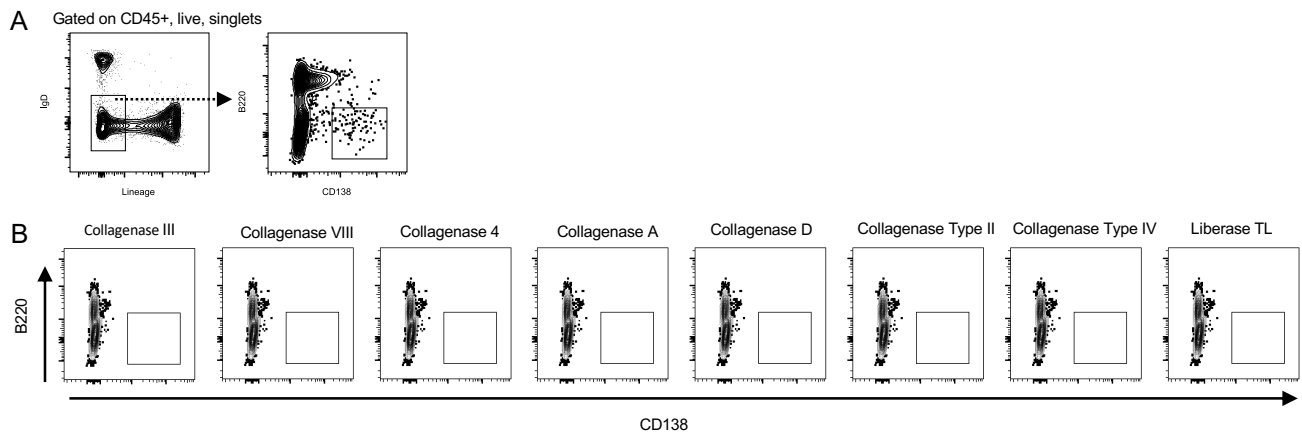 A
Gated on CD45+, live, singlets
IgD
B220
Lineage
CD138
B
Collagenase III
Collagenase VIII
Collagenase 4
Collagenase A
Collagenase D
Collagenase Type II
Collagenase Type IV
Liberase TL
B220
CD138